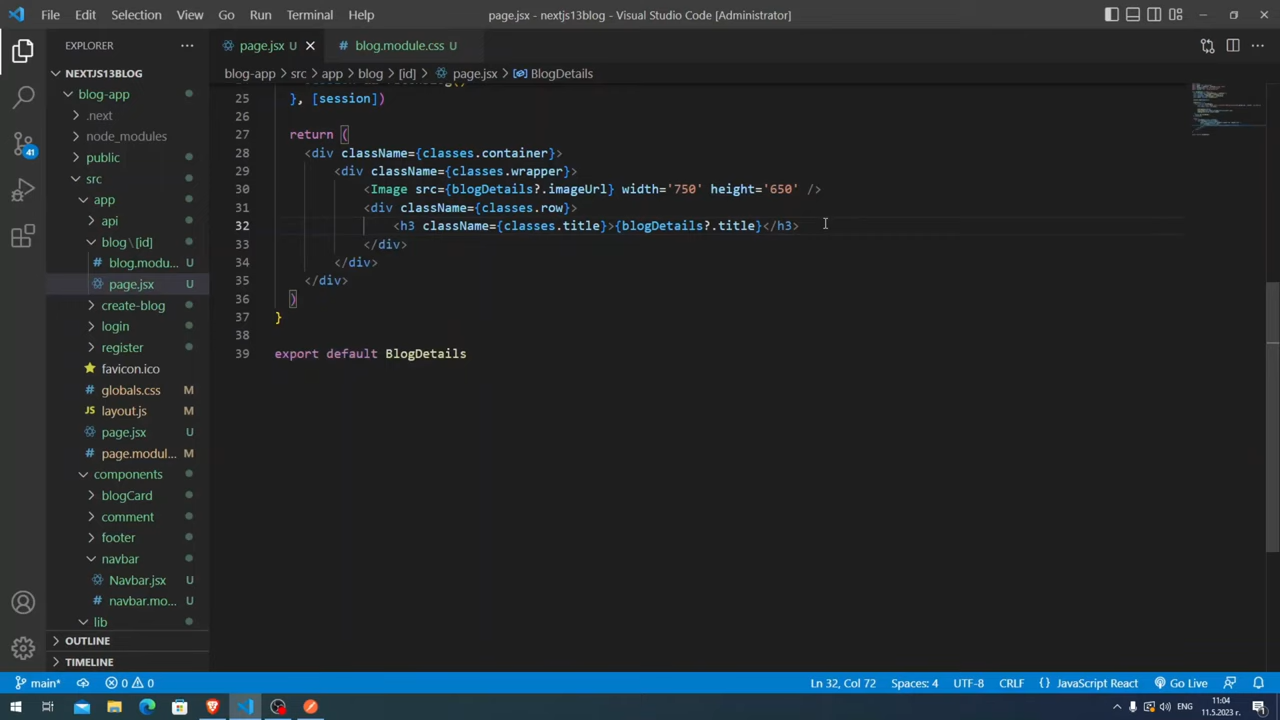 File Edit Selection View Go Run Terminal Help page.jsx - nextjs13blog - Visual Studio Code [Administrator]
EXPLORER
page.jsx U
blog.module.css U
NEXTJS13BLOG
blog-app > src > app > blog > [id] > page.jsx > BlogDetails
blog-app
.next
node_modules
public
src
app
api
blog \ [id]
blog.modu... U
page.jsx U
create-blog
login
register
favicon.ico
globals.css M
layout.js M
page.jsx U
page.modul... M
components
blogCard
comment
footer
navbar
Navbar.jsx U
navbar.mo... U
lib
OUTLINE
TIMELINE
41
25 }, [session])
26
27 return (
28 <div className={classes.container}>
29 <div className={classes.wrapper}>
30 <Image src={blogDetails?.imageUrl} width='750' height='650' />
31 <div className={classes.row}>
32 <h3 className={classes.title}>{blogDetails?.title}</h3>
33 </div>
34 </div>
35 </div>
36 )
37 }
38
39 export default BlogDetails
main* 0 0 Ln 32, Col 72 Spaces: 4 UTF-8 CRLF {} JavaScript React Go Live
ENG 11:04
11.5.2023 г.
1